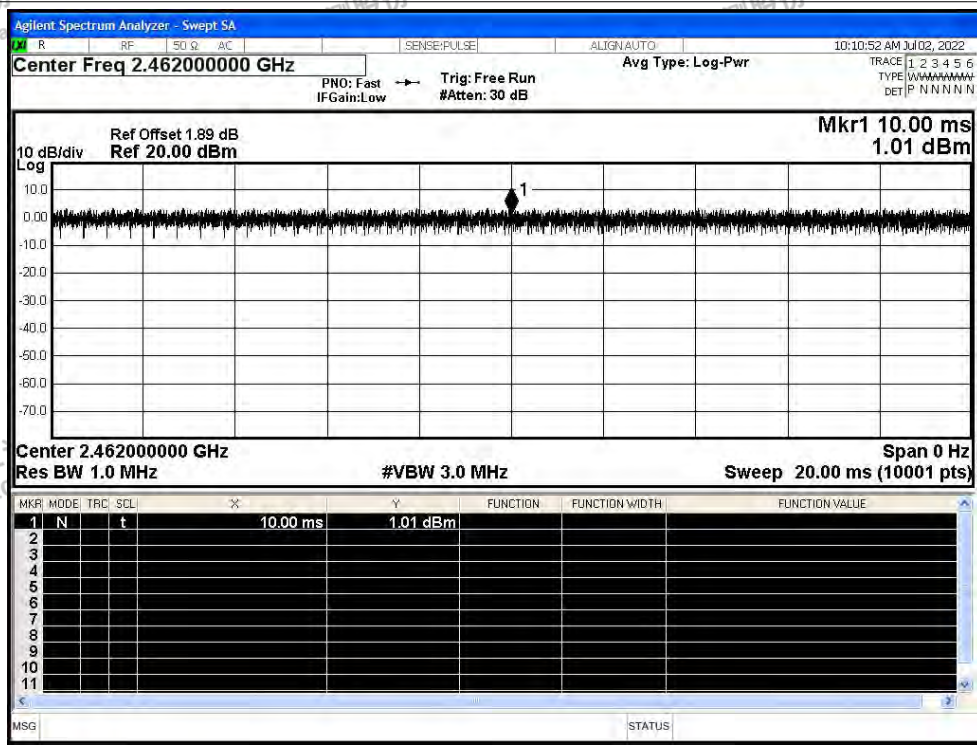 Agilent Spectrum Analyzer - Swept SA
R RF 50 Ω AC SENSE:PULSE ALIGN AUTO 10:10:52 AM Jul 02, 2022
Center Freq 2.462000000 GHz
PNO: Fast
IFGain:Low
Trig: Free Run
#Atten: 30 dB
Avg Type: Log-Pwr
TRACE 1 2 3 4 5 6
TYPE
DET P N N N N N
Mkr1 10.00 ms
1.01 dBm
Ref Offset 1.89 dB
10 dB/div Ref 20.00 dBm
Log
10.0
0.00
-10.0
-20.0
-30.0
-40.0
-50.0
-60.0
-70.0
1
Center 2.462000000 GHz Span 0 Hz
Res BW 1.0 MHz #VBW 3.0 MHz Sweep 20.00 ms (10001 pts)
MKR MODE TRC SCL X Y FUNCTION FUNCTION WIDTH FUNCTION VALUE
1 N t 10.00 ms 1.01 dBm
2
3
4
5
6
7
8
9
10
11
MSG STATUS